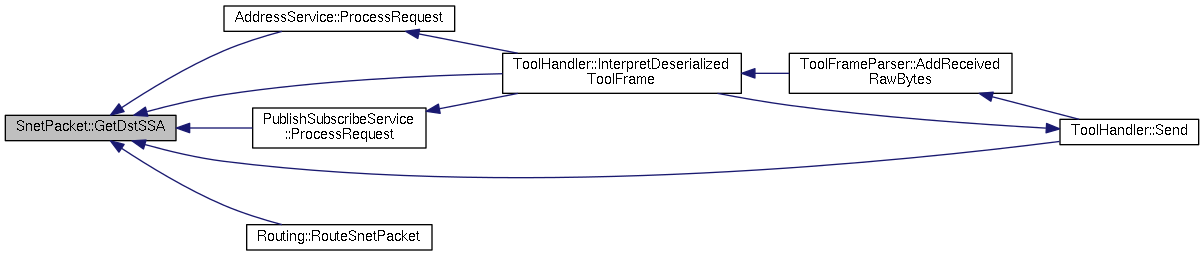 AddressService::ProcessRequest
ToolHandler::InterpretDeserialized
ToolFrame
ToolFrameParser::AddReceived
RawBytes
SnetPacket::GetDstSSA
PublishSubscribeService
::ProcessRequest
ToolHandler::Send
Routing::RouteSnetPacket